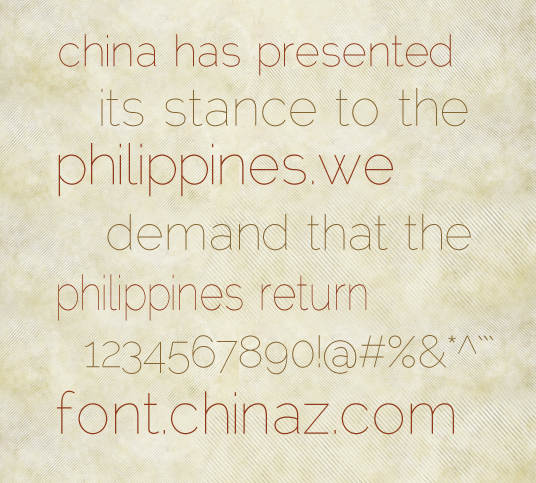 china has presented
its stance to the
philippines.we
demand that the
philippines return
1234567890!@#%&*^```
font.chinaz.com